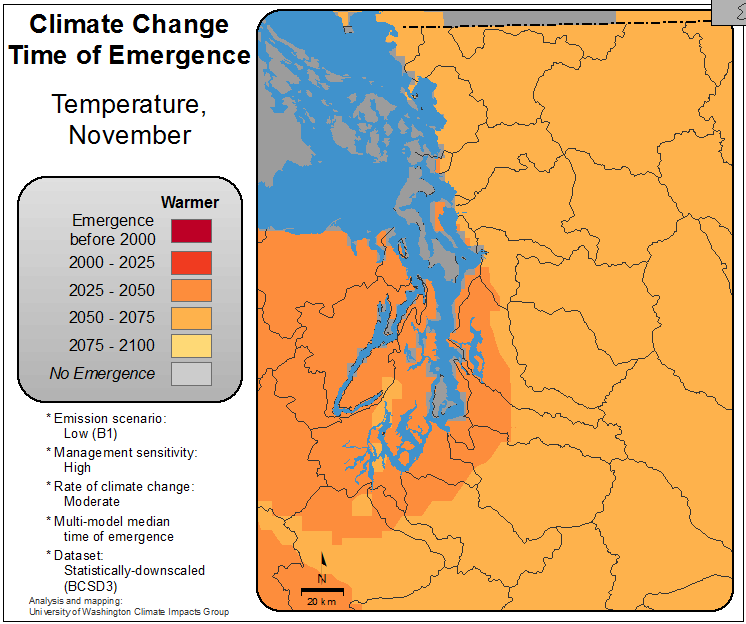 Climate Change
Time of Emergence
Temperature,
November
Warmer
Emergence
before 2000
2000 - 2025
2025 - 2050
2050 - 2075
2075 - 2100
No Emergence
* Emission scenario:
Low (B1)
* Management sensitivity:
High
* Rate of climate change:
Moderate
* Multi-model median
time of emergence
* Dataset:
Statistically-downscaled
(BCSD3)
Analysis and mapping:
University of Washington Climate Impacts Group
N
20 km